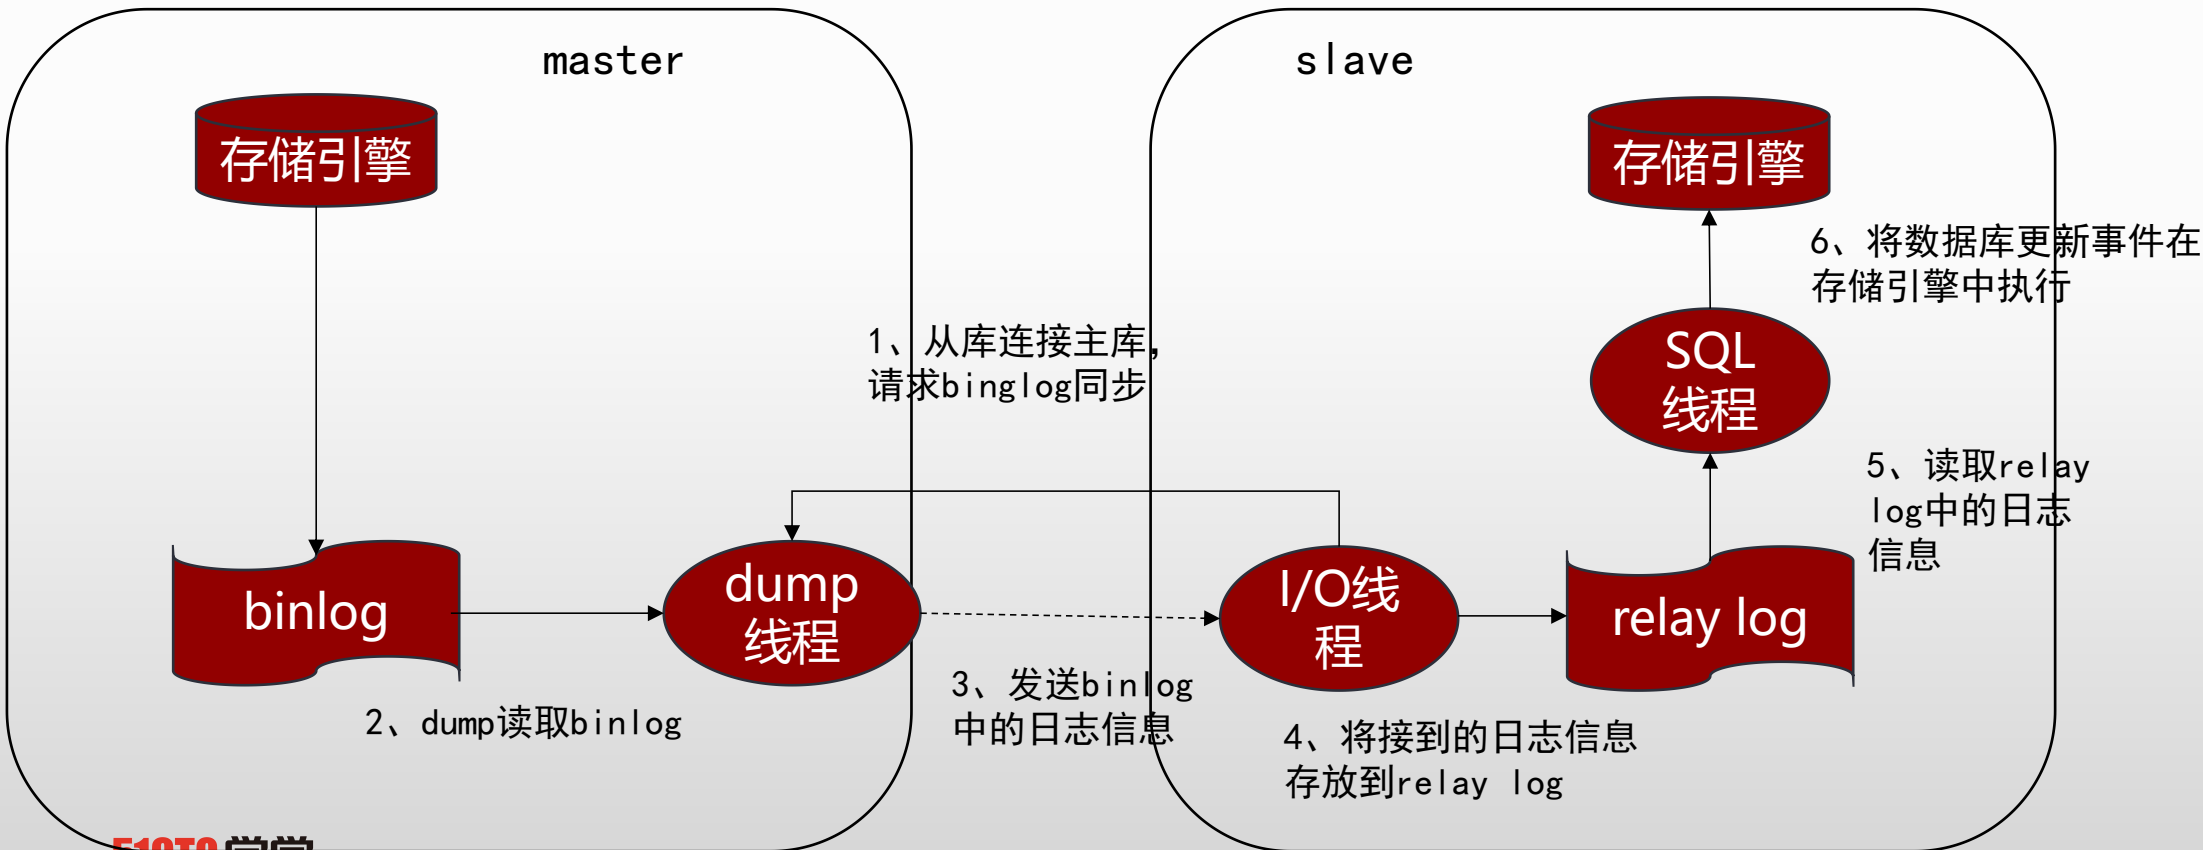 master
slave
存储引擎
存储引擎
6、将数据库更新事件在
存储引擎中执行
1、从库连接主库，
请求binglog同步
SQL
线程
5、读取relay
log中的日志
信息
binlog
dump
线程
I/O线
程
relay log
2、dump读取binlog
3、发送binlog
中的日志信息
4、将接到的日志信息
存放到relay log